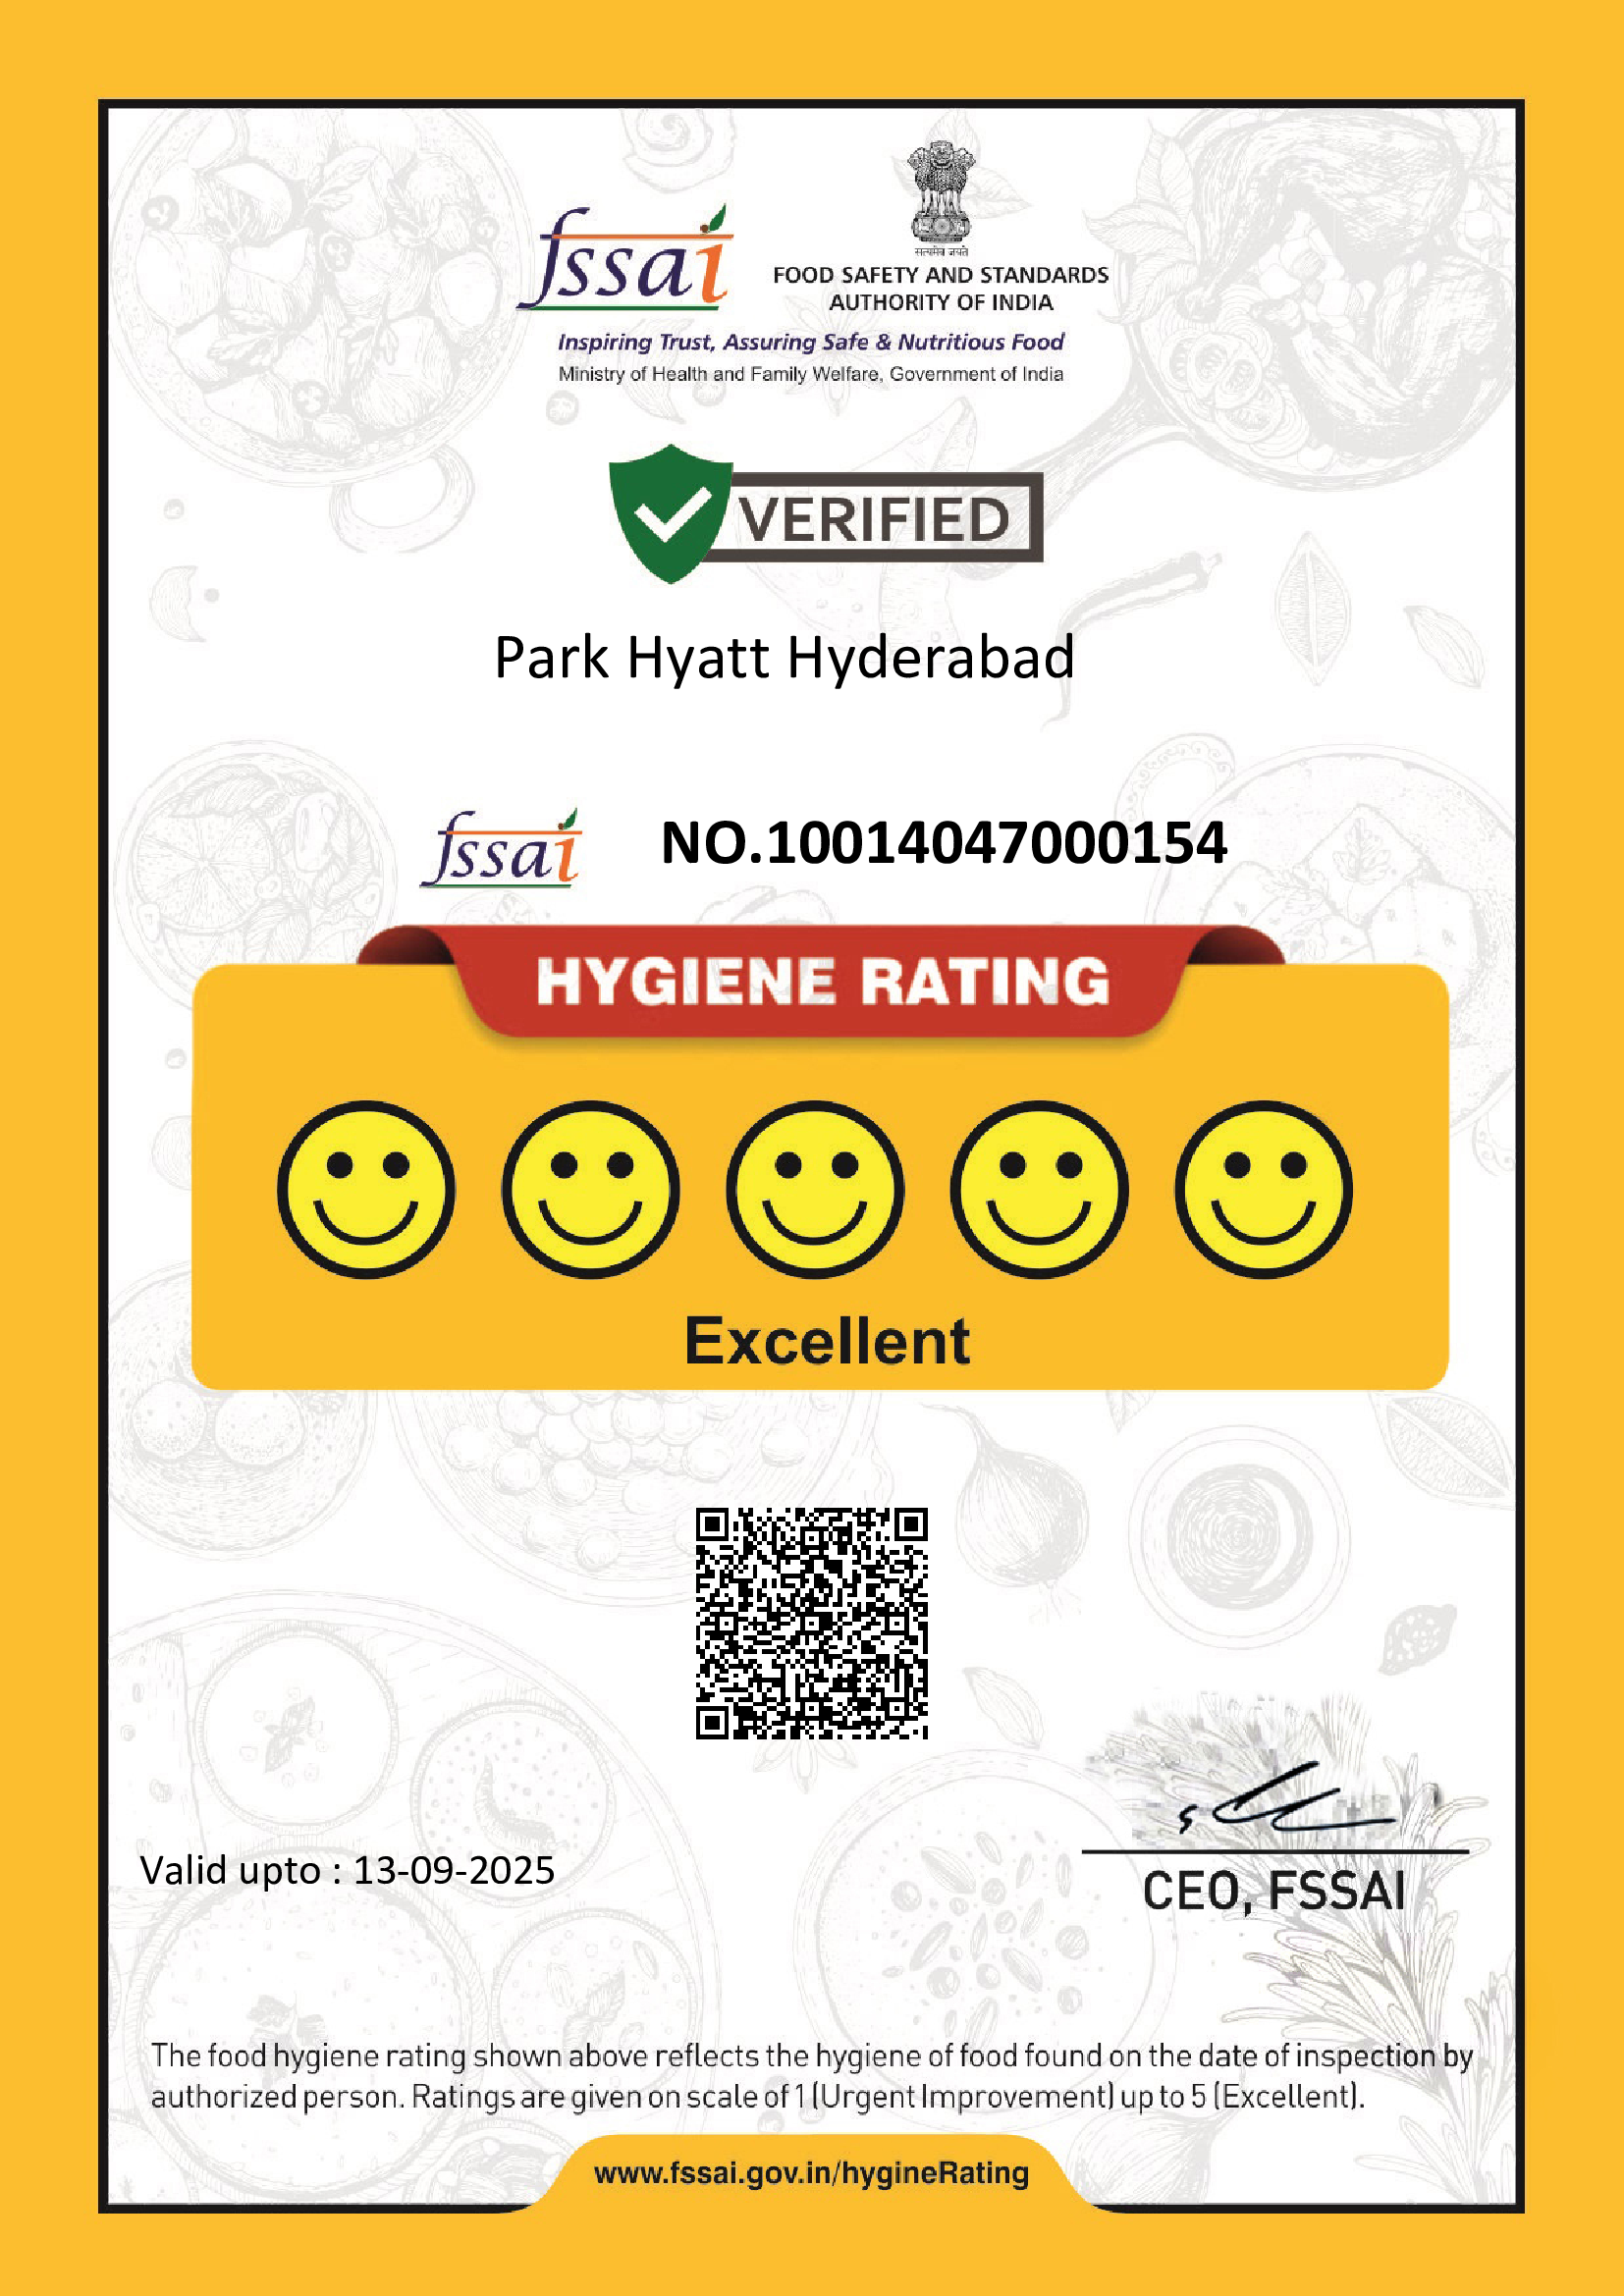 fssai
सत्यमेव जयते
FOOD SAFETY AND STANDARDS
AUTHORITY OF INDIA
Inspiring Trust, Assuring Safe & Nutritious Food
Ministry of Health and Family Welfare, Government of India
VERIFIED
Park Hyatt Hyderabad
fssai NO.10014047000154
HYGIENE RATING
Excellent
Valid upto : 13-09-2025
CEO, FSSAI
The food hygiene rating shown above reflects the hygiene of food found on the date of inspection by
authorized person. Ratings are given on scale of 1 (Urgent Improvement) up to 5 (Excellent).
www.fssai.gov.in/hygineRating